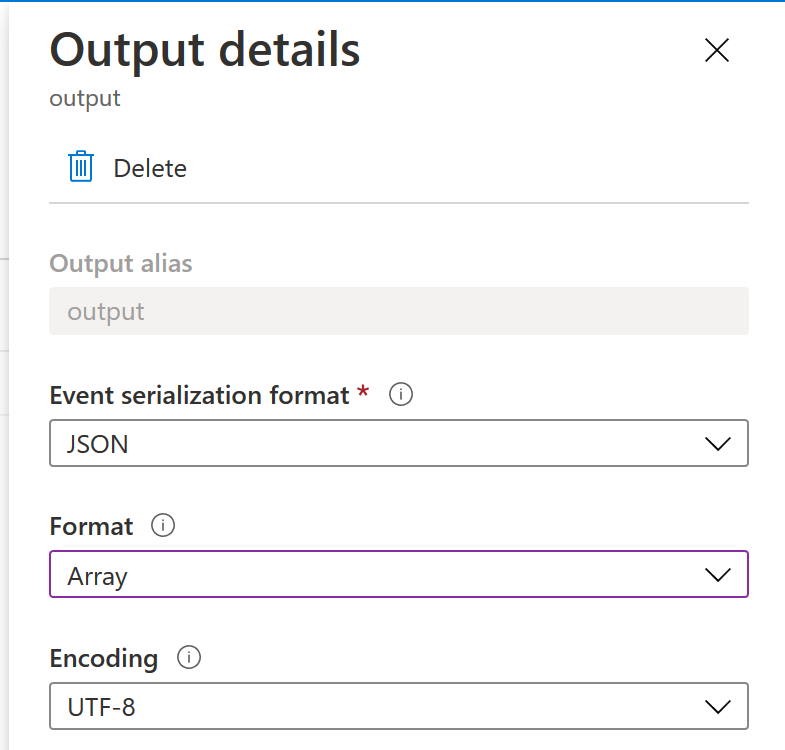 Output details
output
Delete
Output alias
output
Event serialization format *
JSON
Format
Array
Encoding
UTF-8